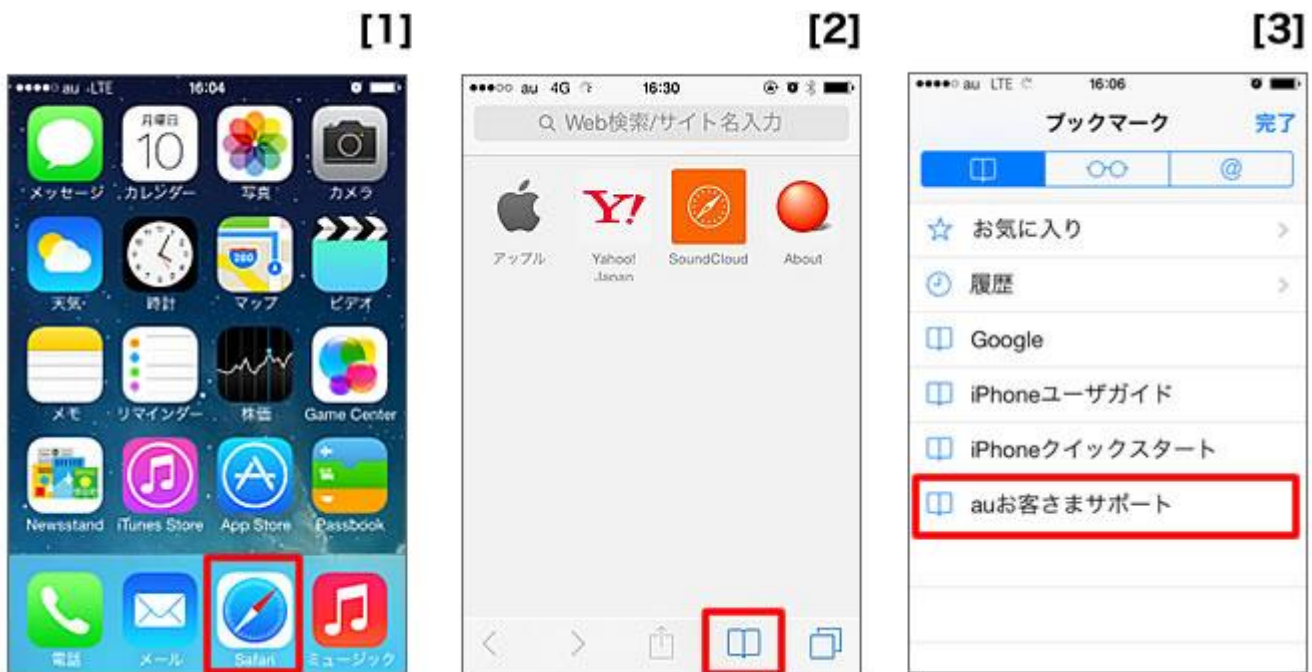 [1]
au LTE 16:04
月曜日
10
メッセージ カレンダー 写真 カメラ
280
天気 時計 マップ ビデオ
メモ リマインダー 株価 Game Center
Newsstand iTunes Store App Store Passbook
電話 メール Safari ミュージック
[2]
au 4G 16:30
Web検索/サイト名入力
Y!
アップル Yahoo! Japan SoundCloud About
[3]
au LTE 16:06
ブックマーク 完了
@
お気に入り
履歴
Google
iPhoneユーザガイド
iPhoneクイックスタート
auお客さまサポート